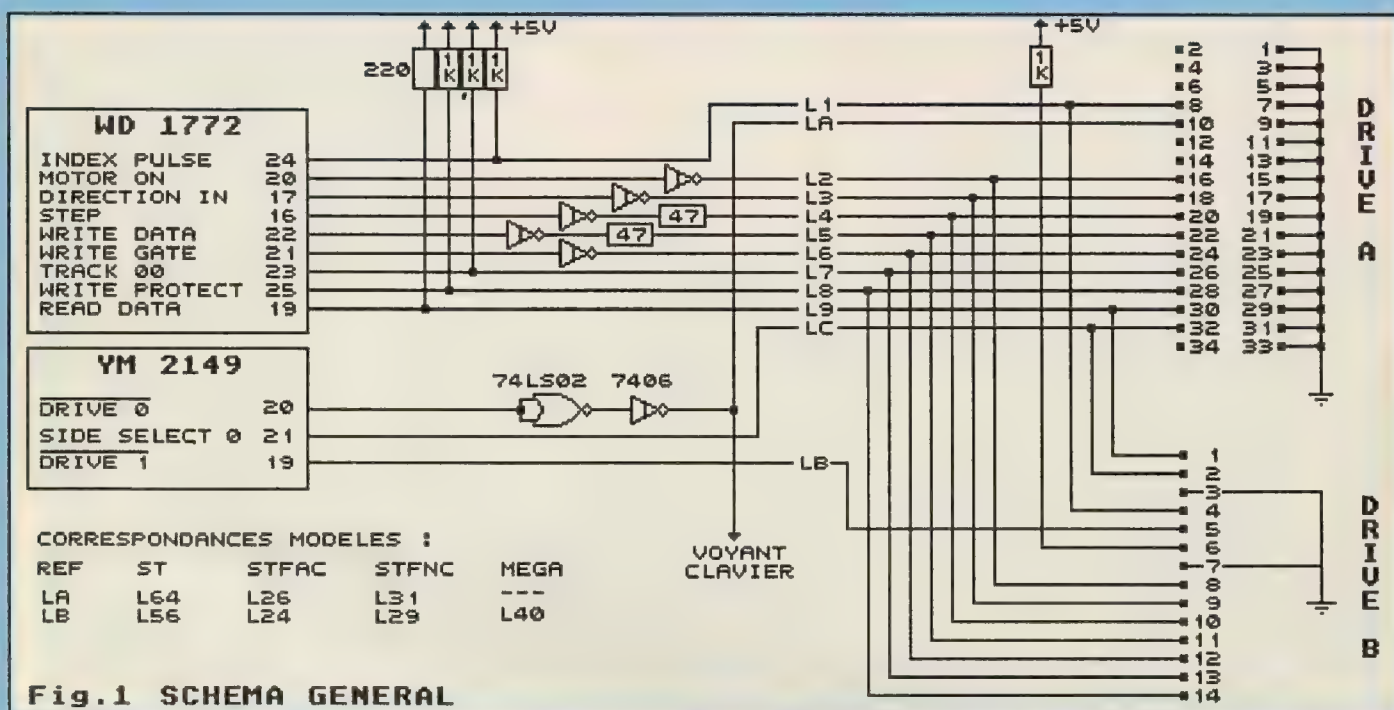 +5V
+5V
220
1K
1K
1K
1K
WD 1772
INDEX PULSE 24
MOTOR ON 20
DIRECTION IN 17
STEP 16
WRITE DATA 22
WRITE GATE 21
TRACK 00 23
WRITE PROTECT 25
READ DATA 19
47
47
L1
LA
L2
L3
L4
L5
L6
L7
L8
L9
LC
2 1
4 3
6 5
8 7
10 9
12 11
14 13
16 15
18 17
20 19
22 21
24 23
26 25
28 27
30 29
32 31
34 33
DRIVE A
YM 2149
DRIVE 0 20
SIDE SELECT 0 21
DRIVE 1 19
74LS02 7406
LB
VOYANT
CLAVIER
1
2
3
4
5
6
7
8
9
10
11
12
13
14
DRIVE B
CORRESPONDANCES MODELES :
REF ST STFAC STFNC MEGA
LA L64 L26 L31 ---
LB L56 L24 L29 L40
Fig.1 SCHEMA GENERAL